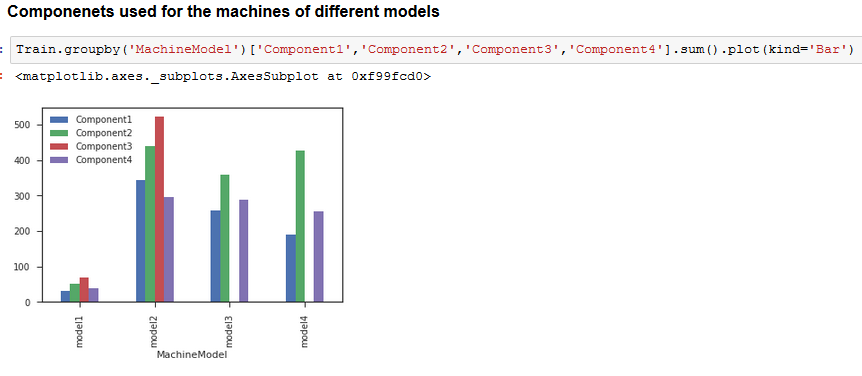 Componenets used for the machines of different models
: Train.groupby('MachineModel')['Component1','Component2','Component3','Component4'].sum().plot(kind='Bar')
: <matplotlib.axes._subplots.AxesSubplot at 0xf99fcd0>
Component1
Component2
Component3
Component4
500
400
300
200
100
0
model1
model2
model3
model4
MachineModel